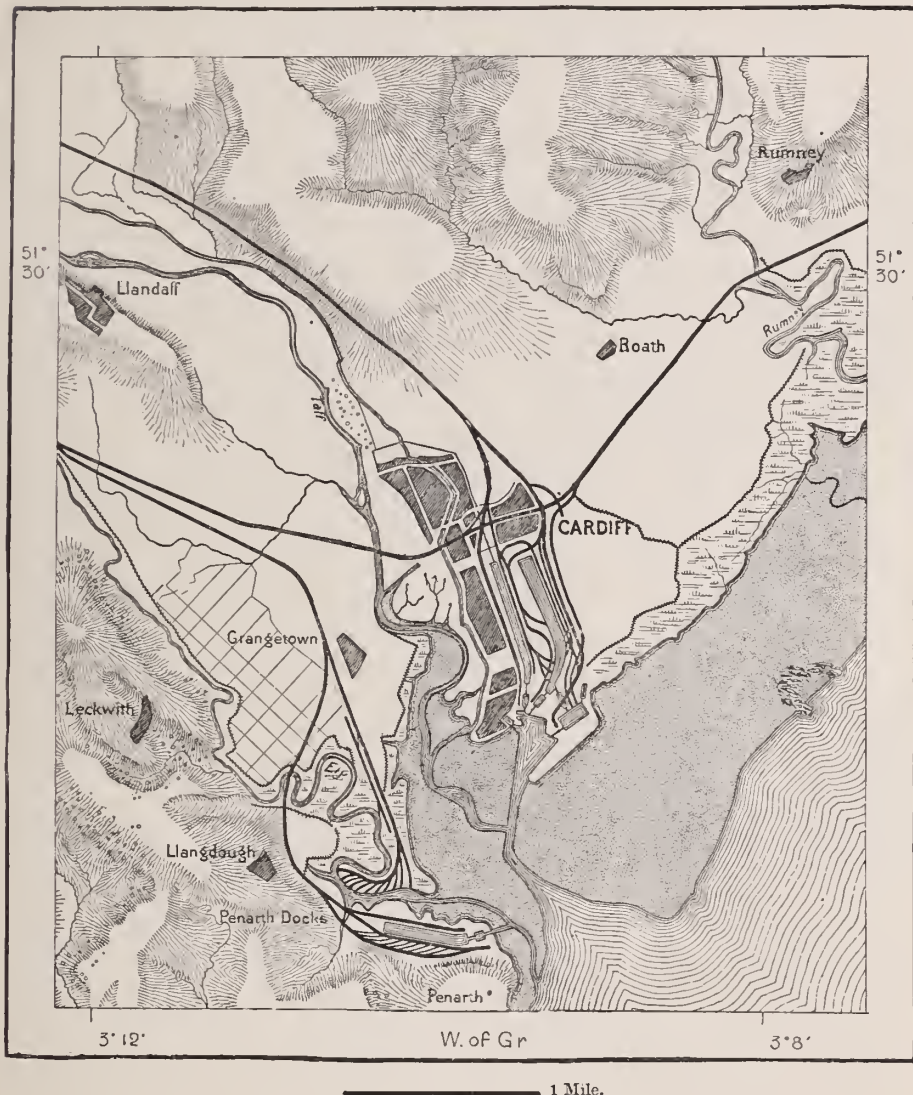 Rumney
51°
30′
51°
30′
Llandaff
Rumney
Roath
Taff
CARDIFF
Grangetown
Leckwith
Llangdough
Penarth Docks
Penarth
3°12′
W. of Gr
3°8′
1 Mile.